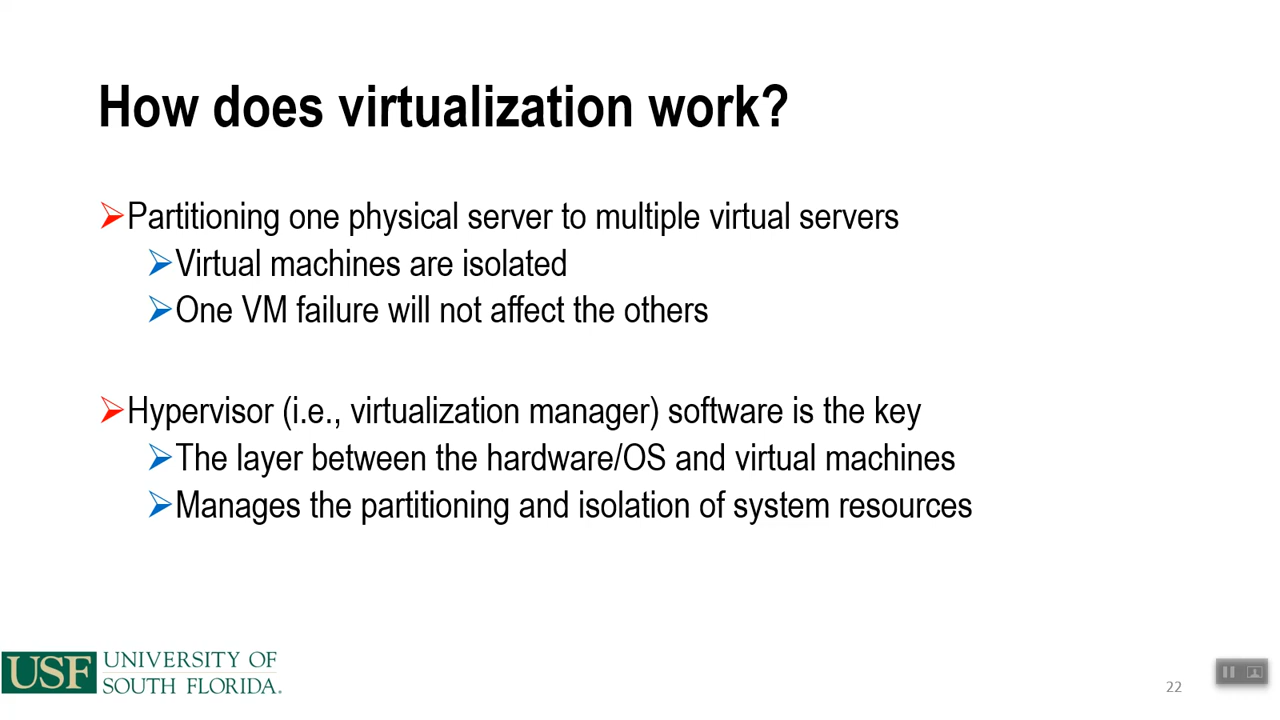 How does virtualization work?
Partitioning one physical server to multiple virtual servers
Virtual machines are isolated
One VM failure will not affect the others
Hypervisor (i.e., virtualization manager) software is the key
The layer between the hardware/OS and virtual machines
Manages the partitioning and isolation of system resources
USF UNIVERSITY OF
SOUTH FLORIDA.
22